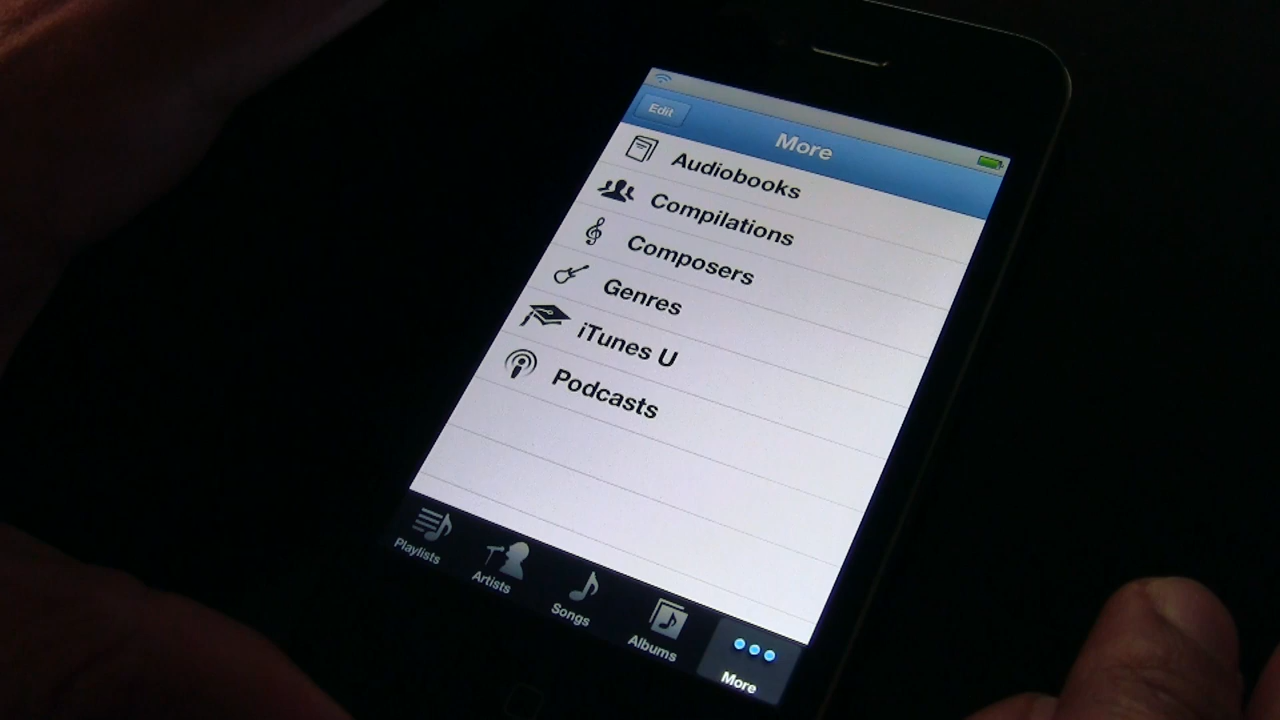 Edit
More
Audiobooks
Compilations
Composers
Genres
iTunes U
Podcasts
Playlists
Artists
Songs
Albums
More